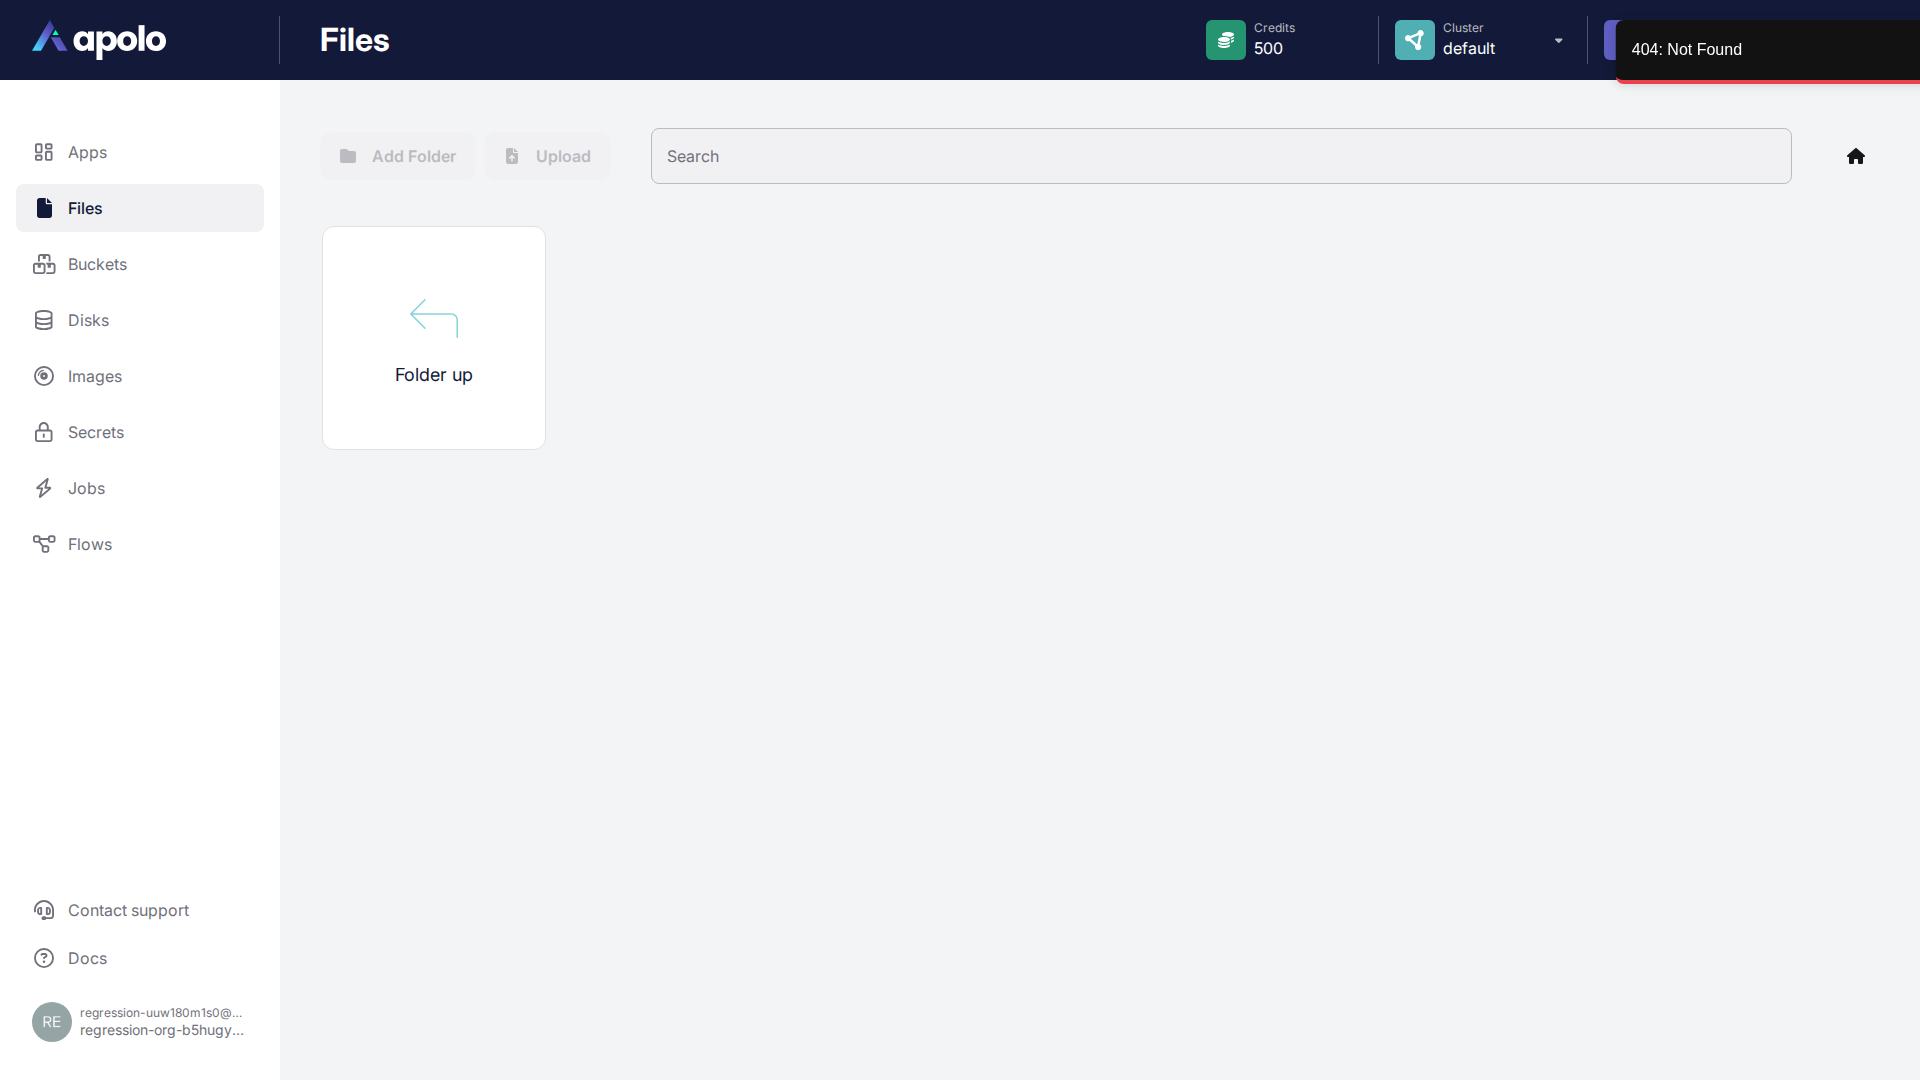 apolo
Files
Credits
500
Cluster
default
404: Not Found
Apps
Files
Buckets
Disks
Images
Secrets
Jobs
Flows
Add Folder
Upload
Search
Folder up
Contact support
Docs
RE
regression-uuw180m1s0@...
regression-org-b5hugy...